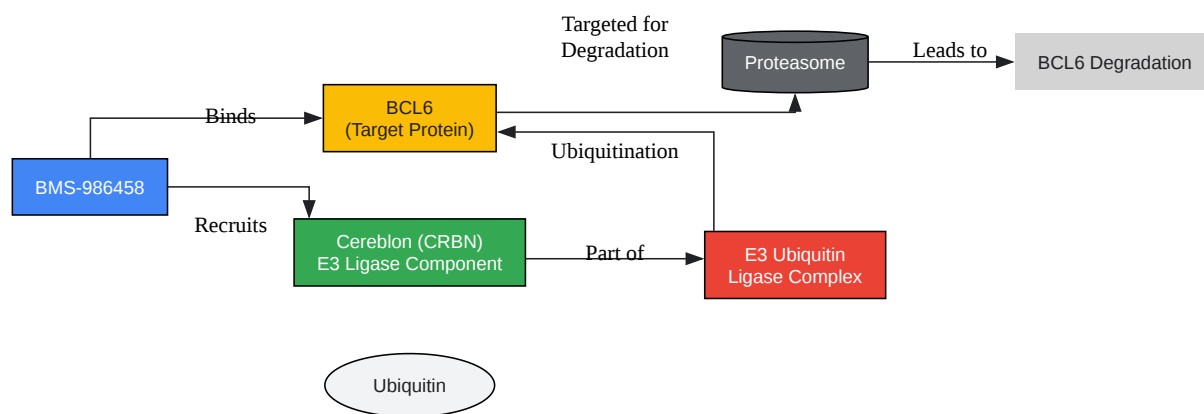 Targeted for
Degradation
Proteasome
Leads to
BCL6 Degradation
Binds
BCL6
(Target Protein)
Ubiquitination
BMS-986458
Recruits
Cereblon (CRBN)
E3 Ligase Component
Part of
E3 Ubiquitin
Ligase Complex
Ubiquitin